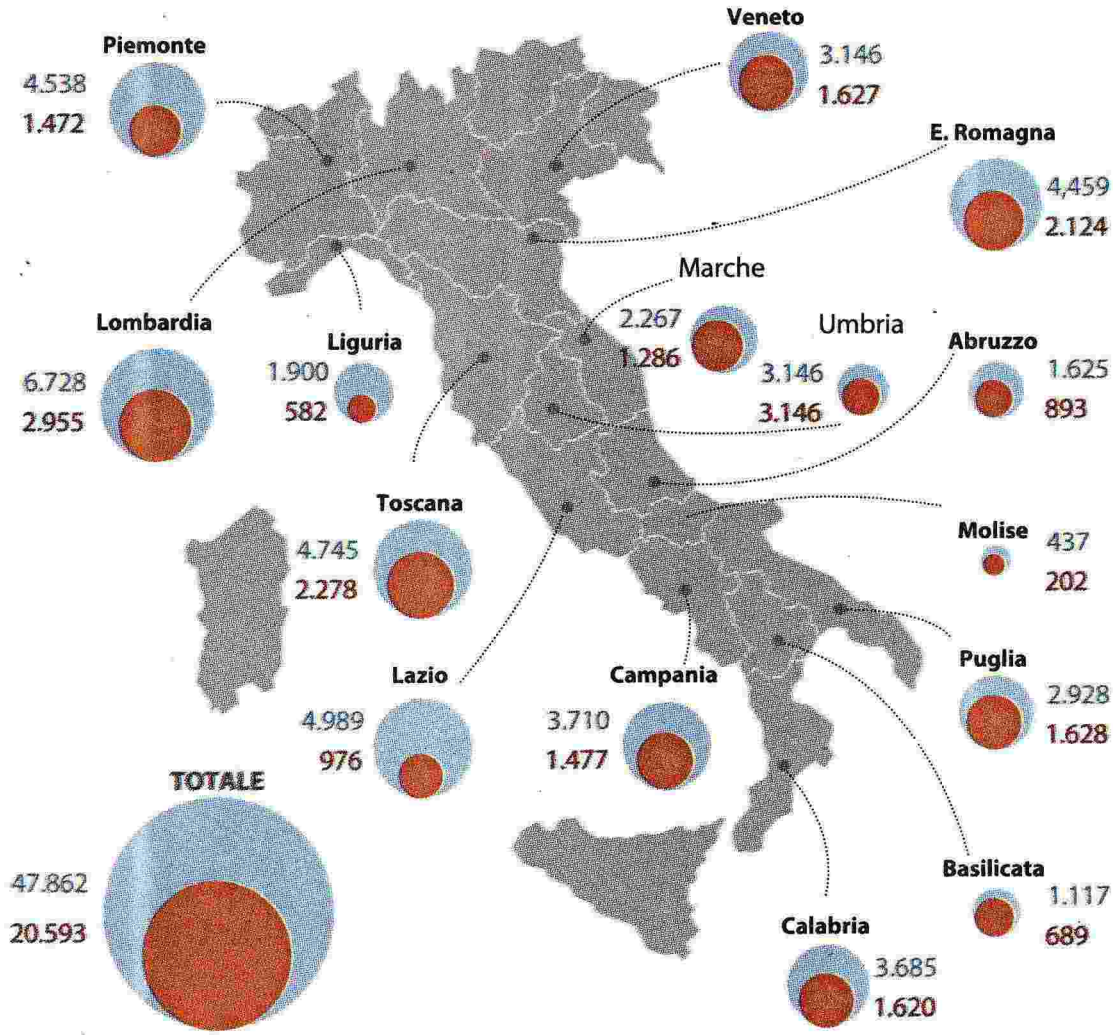 Piemonte
4.538
1.472
Veneto
3.146
1.627
E. Romagna
4,459
2.124
Marche
2.267
1.286
Umbria
3.146
3.146
Abruzzo
1.625
893
Lombardia
6.728
2.955
Liguria
1.900
582
Toscana
4.745
2.278
Molise
437
202
Lazio
4.989
976
Campania
3.710
1.477
Puglia
2.928
1.628
TOTALE
47.862
20.593
Basilicata
1.117
689
Calabria
3.685
1.620